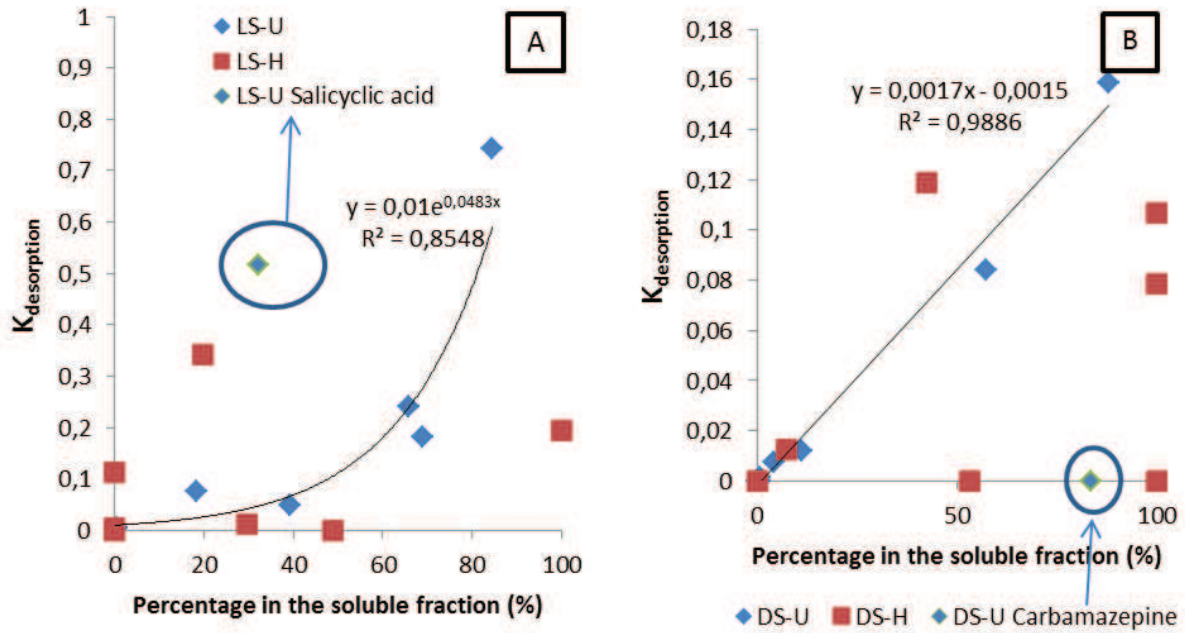 A
LS-U
LS-H
LS-U Salicyclic acid
y = 0,01e^0,0483x
R² = 0,8548
1
0,9
0,8
0,7
0,6
0,5
0,4
0,3
0,2
0,1
0
0 20 40 60 80 100
Kdesorption
Percentage in the soluble fraction (%)
B
y = 0,0017x - 0,0015
R² = 0,9886
0,18
0,16
0,14
0,12
0,1
0,08
0,06
0,04
0,02
0
0 50 100
Kdesorption
Percentage in the soluble fraction (%)
DS-U DS-H DS-U Carbamazepine